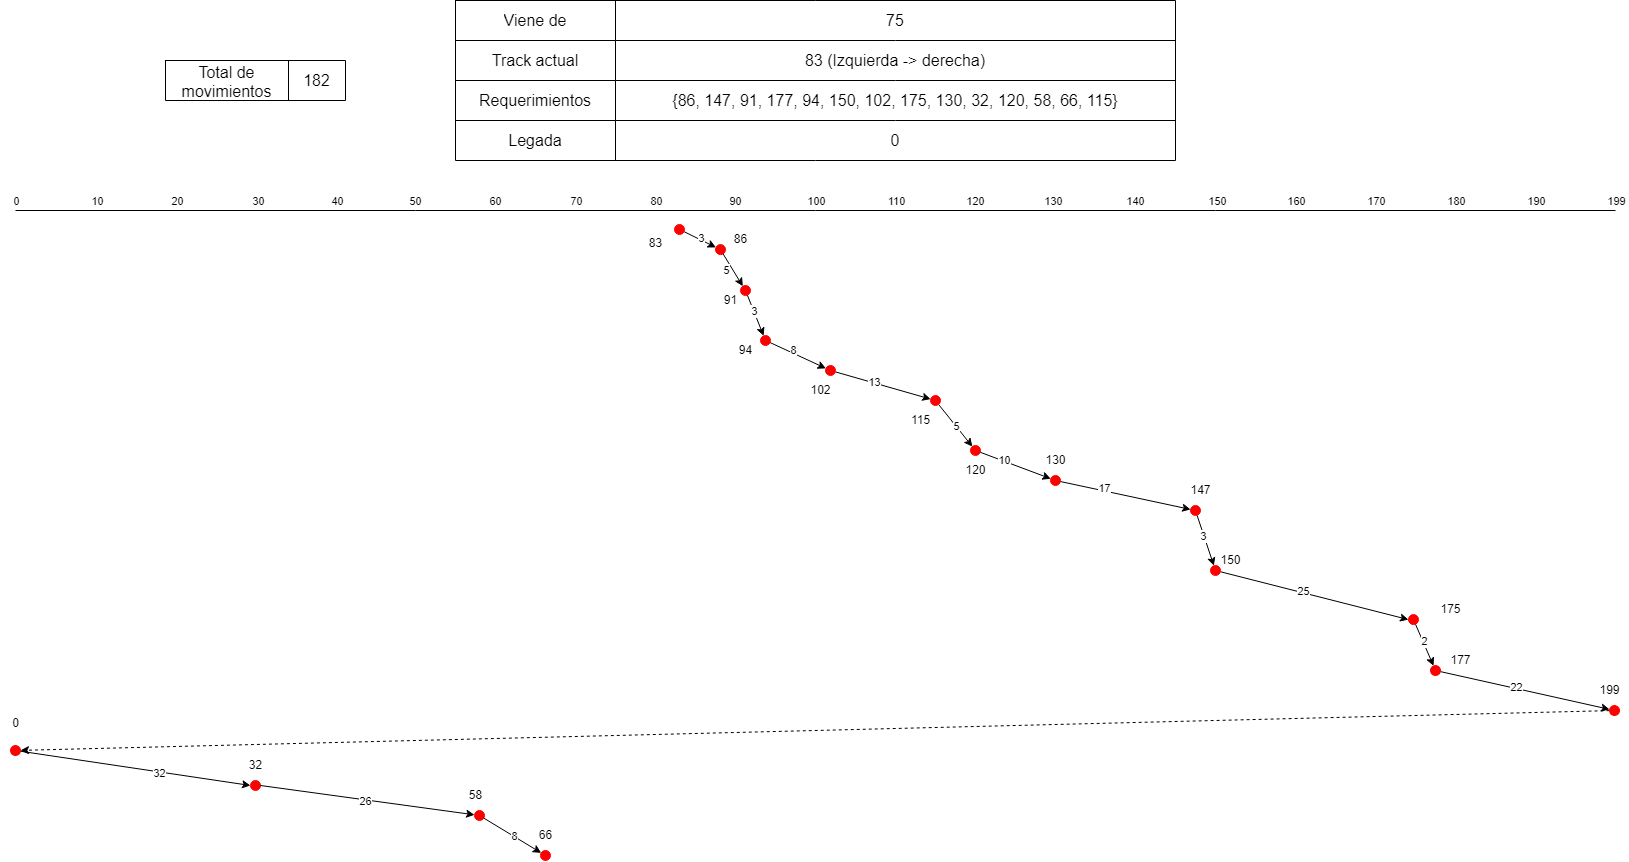 Viene de 75
Total de
movimientos 182
Track actual 83 (Izquierda -> derecha)
Requerimientos {86, 147, 91, 177, 94, 150, 102, 175, 130, 32, 120, 58, 66, 115}
Legada 0
0 10 20 30 40 50 60 70 80 90 100 110 120 130 140 150 160 170 180 190 199
83 3 86
5
91
3
94 8
102 13
115 5
120 10 130
17 147
3
150
25 175
2
177
22 199
0
32 32
26 58
8 66